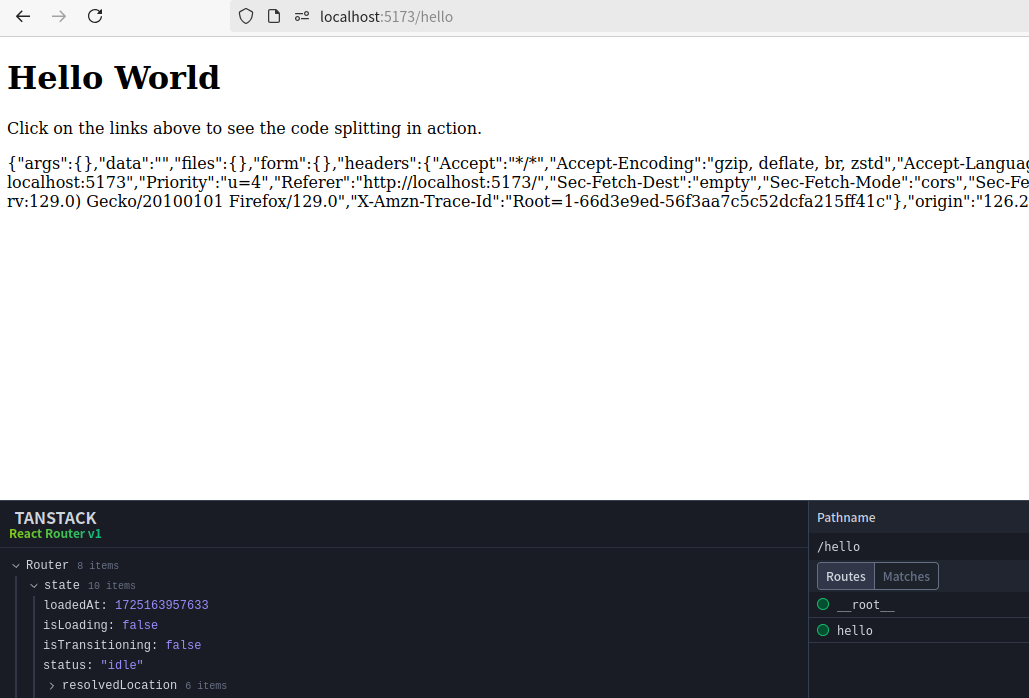 localhost:5173/hello
Hello World
Click on the links above to see the code splitting in action.
{"args":{},"data":"","files":{},"form":{},"headers":{"Accept":"*/*","Accept-Encoding":"gzip, deflate, br, zstd","Accept-Languag
localhost:5173","Priority":"u=4","Referer":"http://localhost:5173/","Sec-Fetch-Dest":"empty","Sec-Fetch-Mode":"cors","Sec-Fe
rv:129.0) Gecko/20100101 Firefox/129.0","X-Amzn-Trace-Id":"Root=1-66d3e9ed-56f3aa7c5c52dcfa215ff41c"},"origin":"126.2
TANSTACK
React Router v1
Router 8 items
state 10 items
loadedAt: 1725163957633
isLoading: false
isTransitioning: false
status: "idle"
resolvedLocation 6 items
Pathname
/hello
Routes Matches
__root__
hello